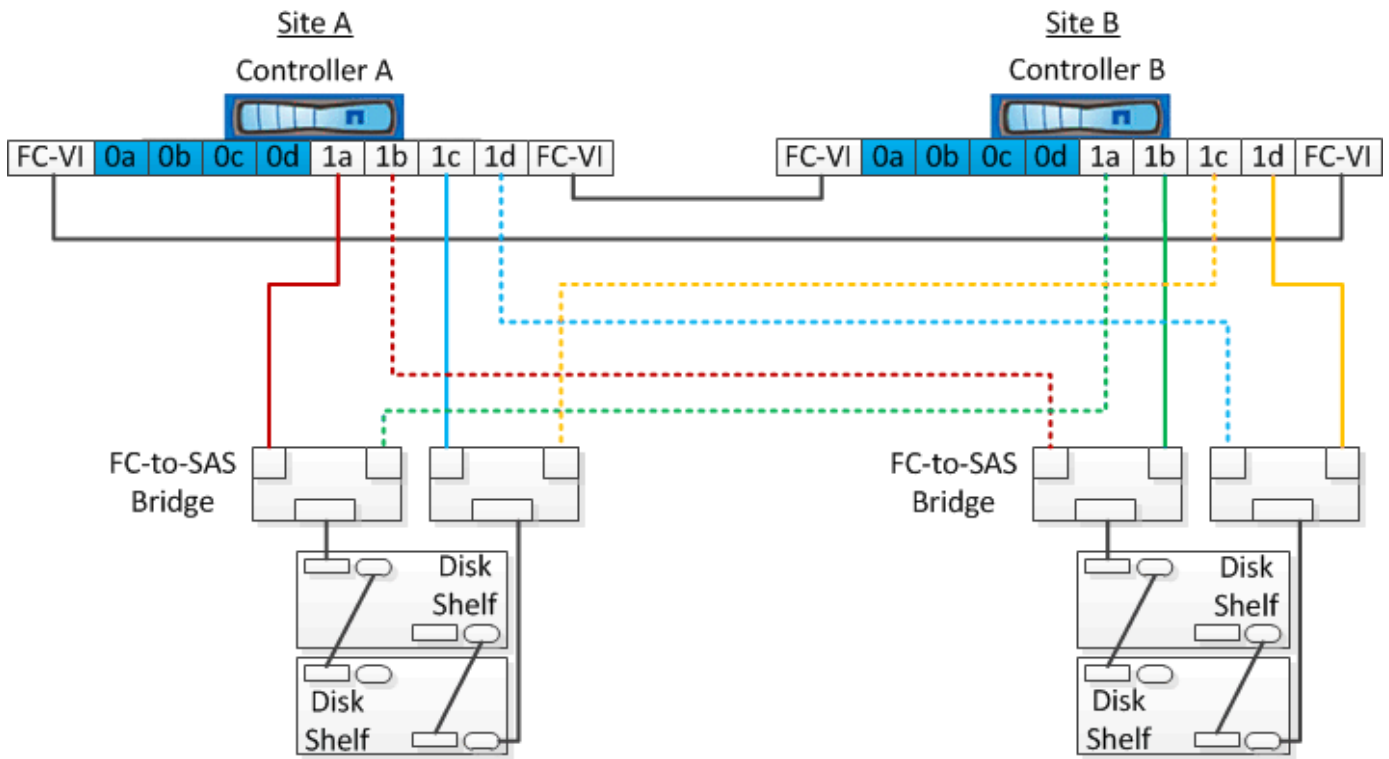 Site A
Site B
Controller A
Controller B
FC-VI 0a 0b 0c 0d 1a 1b 1c 1d FC-VI
FC-VI 0a 0b 0c 0d 1a 1b 1c 1d FC-VI
FC-to-SAS
Bridge
FC-to-SAS
Bridge
Disk
Shelf
Disk
Shelf
Disk
Shelf
Disk
Shelf